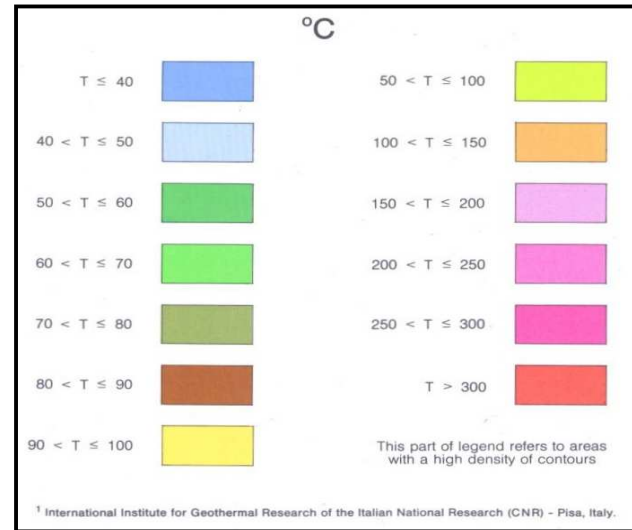 °C
T ≤ 40
40 < T ≤ 50
50 < T ≤ 60
60 < T ≤ 70
70 < T ≤ 80
80 < T ≤ 90
90 < T ≤ 100
50 < T ≤ 100
100 < T ≤ 150
150 < T ≤ 200
200 < T ≤ 250
250 < T ≤ 300
T > 300
This part of legend refers to areas
with a high density of contours
¹ International Institute for Geothermal Research of the Italian National Research (CNR) - Pisa, Italy.